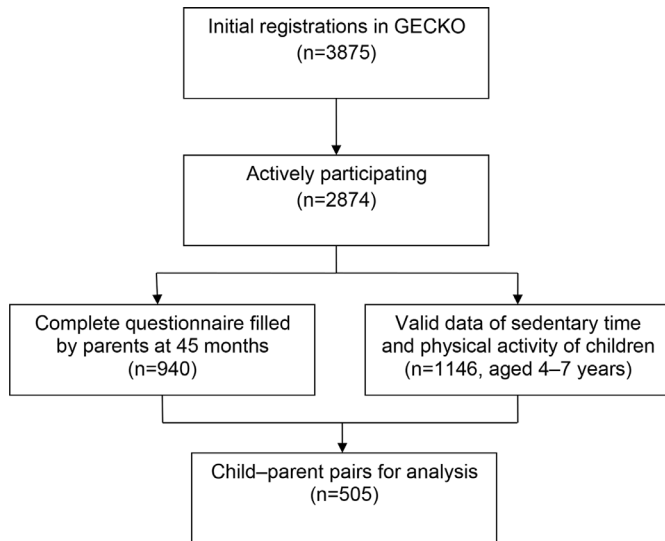 Initial registrations in GECKO
(n=3875)
Actively participating
(n=2874)
Complete questionnaire filled
by parents at 45 months
(n=940)
Valid data of sedentary time
and physical activity of children
(n=1146, aged 4–7 years)
Child–parent pairs for analysis
(n=505)